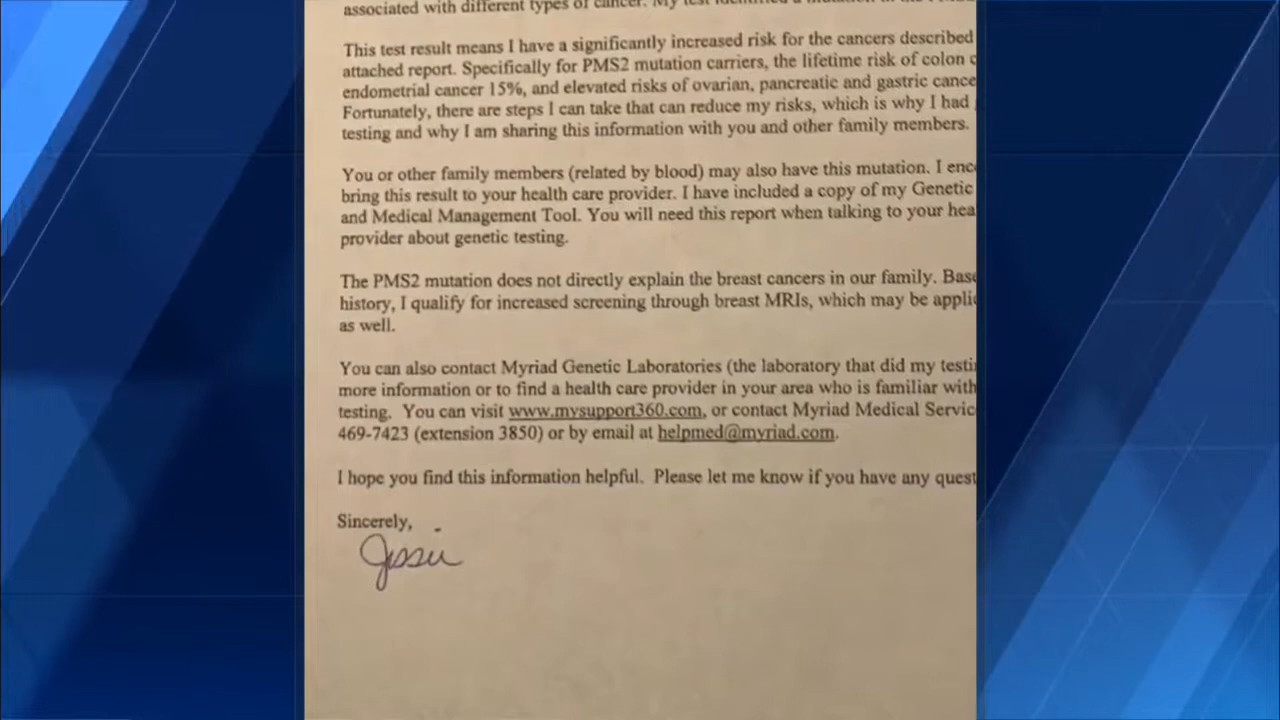 associated with different types of cancer. My test identified a mutation in the
This test result means I have a significantly increased risk for the cancers described
attached report. Specifically for PMS2 mutation carriers, the lifetime risk of colon
endometrial cancer 15%, and elevated risks of ovarian, pancreatic and gastric cance
Fortunately, there are steps I can take that can reduce my risks, which is why I had
testing and why I am sharing this information with you and other family members.
You or other family members (related by blood) may also have this mutation. I enc
bring this result to your health care provider. I have included a copy of my Genetic
and Medical Management Tool. You will need this report when talking to your hea
provider about genetic testing.
The PMS2 mutation does not directly explain the breast cancers in our family. Base
history, I qualify for increased screening through breast MRIs, which may be appli
as well.
You can also contact Myriad Genetic Laboratories (the laboratory that did my testi
more information or to find a health care provider in your area who is familiar with
testing. You can visit www.mysupport360.com, or contact Myriad Medical Servic
469-7423 (extension 3850) or by email at helpmed@myriad.com.
I hope you find this information helpful. Please let me know if you have any quest
Sincerely,
Jessie